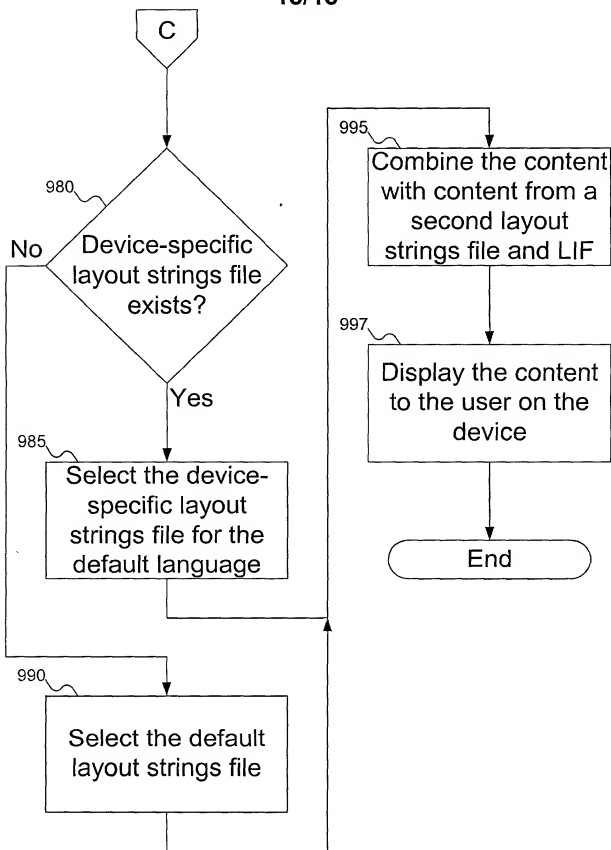 C
980
No
Device-specific
layout strings file
exists?
Yes
985
Select the device-
specific layout
strings file for the
default language
990
Select the default
layout strings file
995
Combine the content
with content from a
second layout
strings file and LIF
997
Display the content
to the user on the
device
End